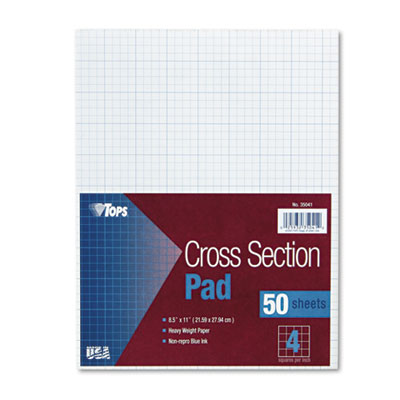 No. 35041
TOPS
Cross Section
Pad
50 sheets
8.5" x 11" (21.59 x 27.94 cm)
Heavy Weight Paper
Non-repro Blue Ink
4
squares per inch
USA